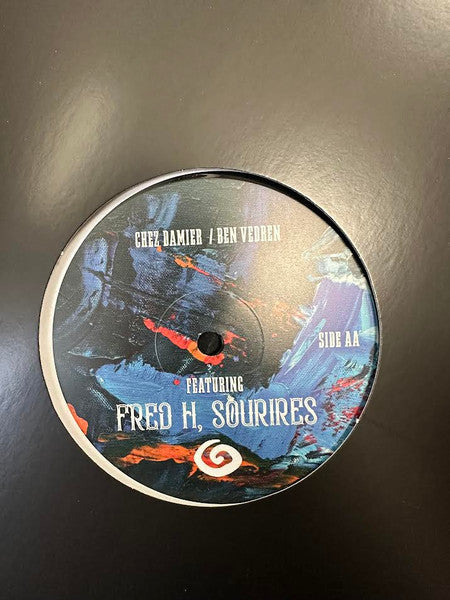 CHEZ DAMIER / BEN VEDREN
SIDE AA
FEATURING
FRED H, SOURIRES